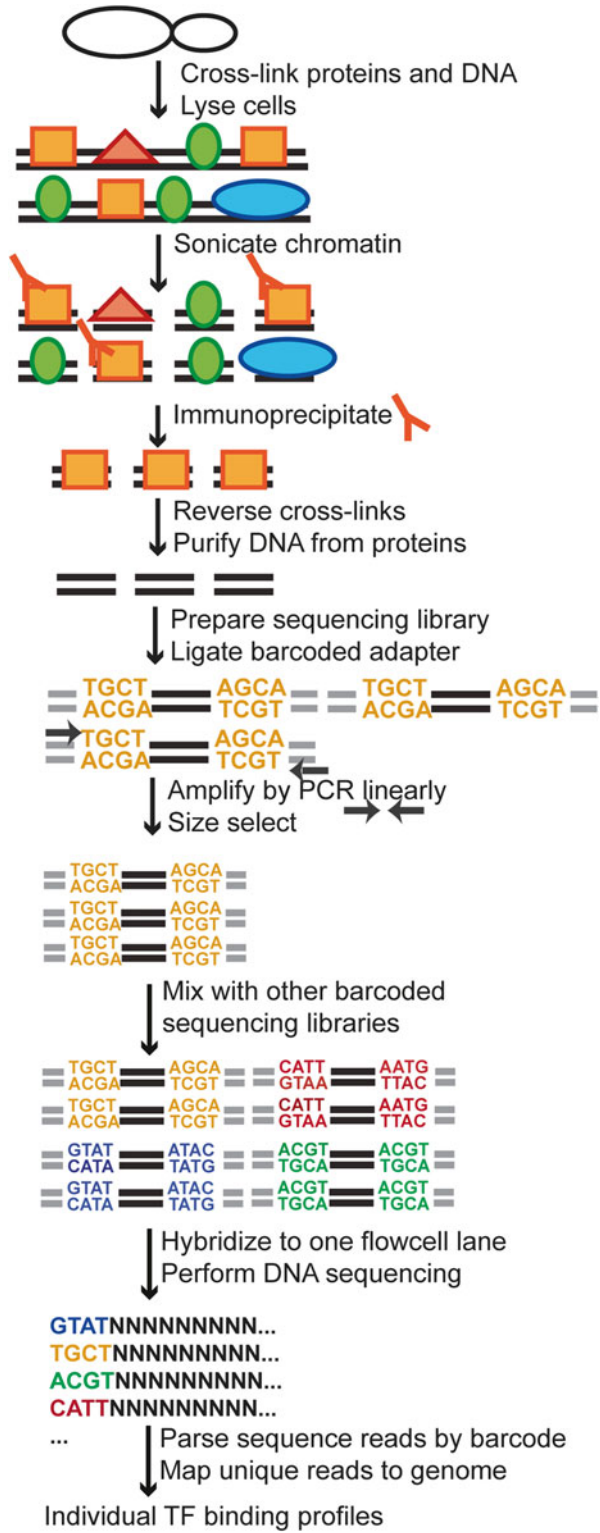 Cross-link proteins and DNA
Lyse cells
Sonicate chromatin
Immunoprecipitate
Reverse cross-links
Purify DNA from proteins
Prepare sequencing library
Ligate barcoded adapter
TGCT AGCA TGCT AGCA
ACGA TCGT ACGA TCGT
TGCT AGCA
ACGA TCGT
Amplify by PCR linearly
Size select
TGCT AGCA
ACGA TCGT
TGCT AGCA
ACGA TCGT
TGCT AGCA
ACGA TCGT
Mix with other barcoded
sequencing libraries
TGCT AGCA CATT AATG
ACGA TCGT GTAA TTAC
TGCT AGCA CATT AATG
ACGA TCGT GTAA TTAC
GTAT ATAC ACGT ACGT
CATA TATG TGCA TGCA
GTAT ATAC ACGT ACGT
CATA TATG TGCA TGCA
Hybridize to one flowcell lane
Perform DNA sequencing
GTATNNNNNNNNN...
TGCTNNNNNNNNN...
ACGTNNNNNNNNN...
CATTNNNNNNNNN...
...
Parse sequence reads by barcode
Map unique reads to genome
Individual TF binding profiles